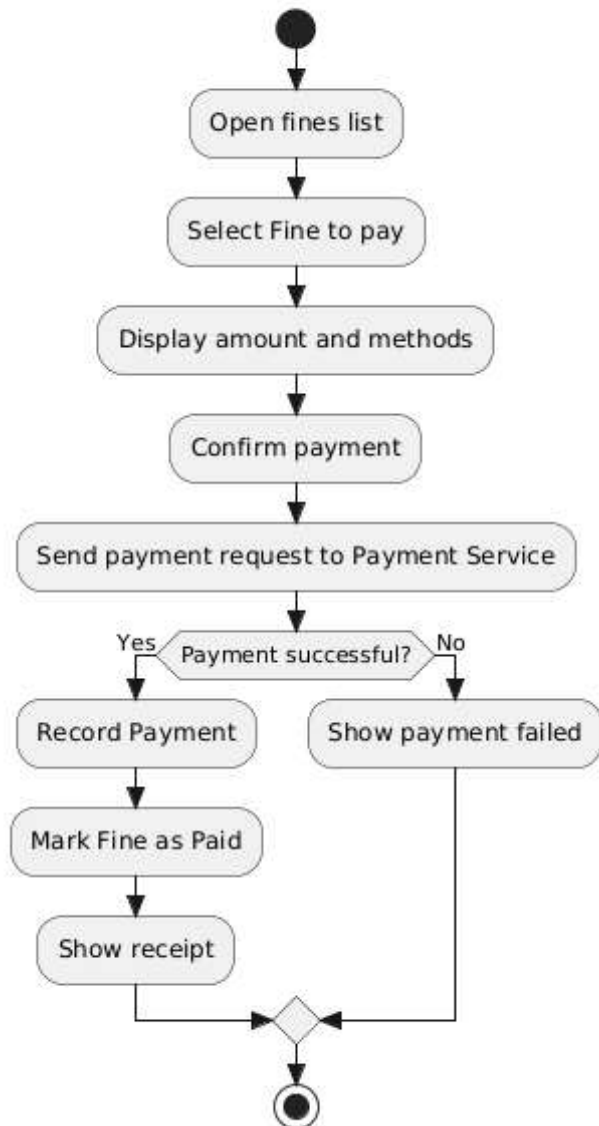 Open fines list
Select Fine to pay
Display amount and methods
Confirm payment
Send payment request to Payment Service
Yes
Payment successful?
No
Record Payment
Show payment failed
Mark Fine as Paid
Show receipt